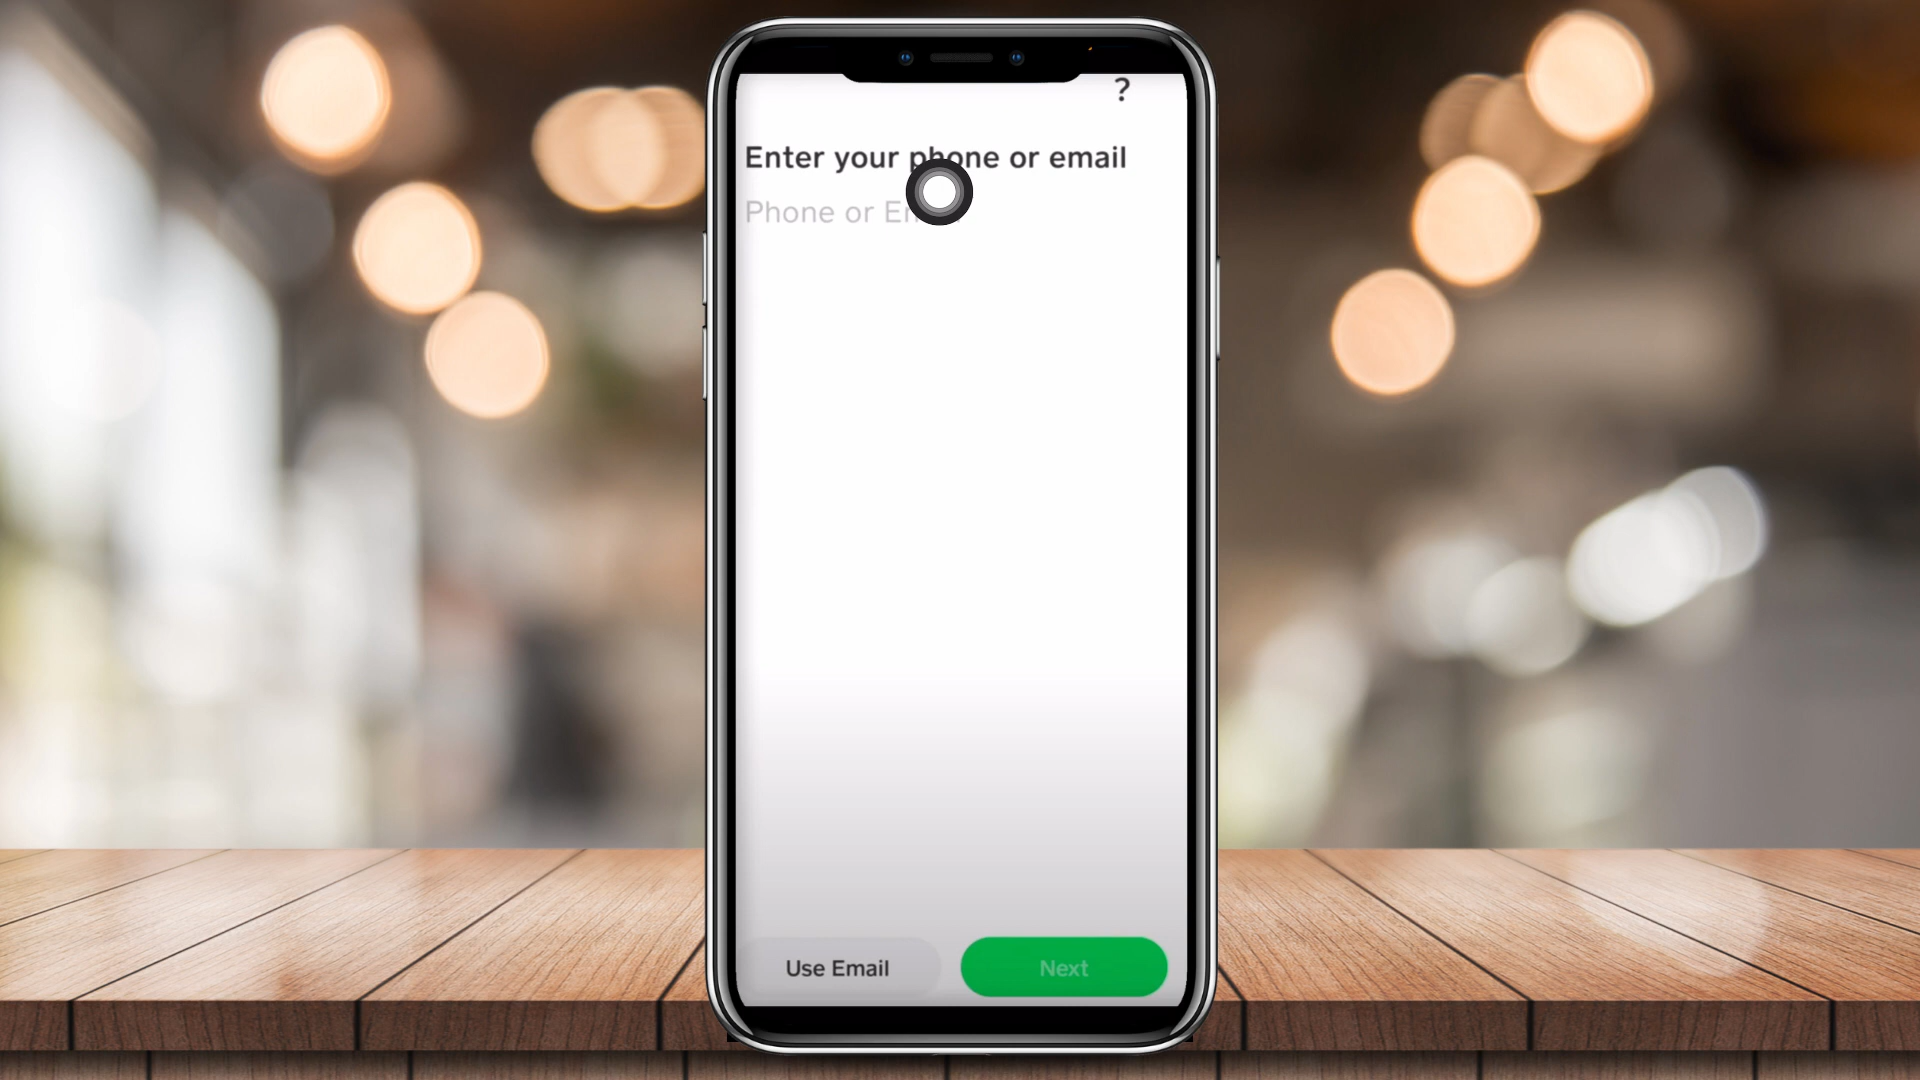 ?
Enter your phone or email
Phone or
Use Email
Next